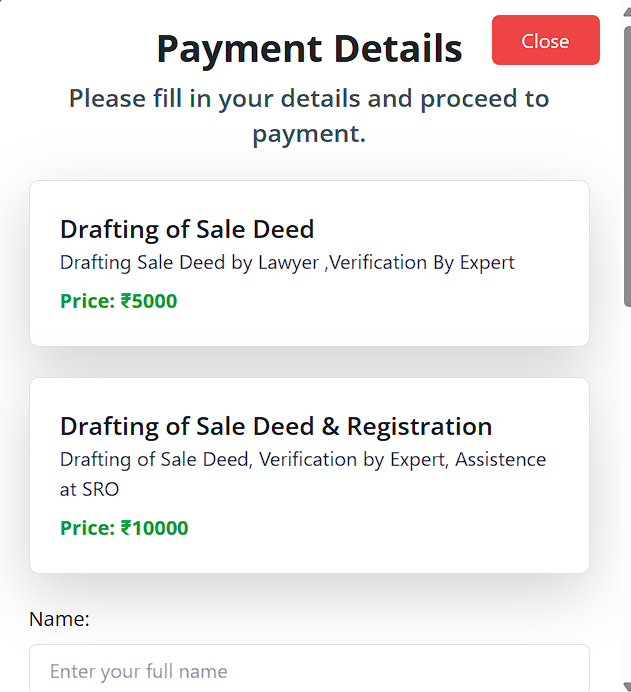 Payment Details
Close
Please fill in your details and proceed to
payment.
Drafting of Sale Deed
Drafting Sale Deed by Lawyer ,Verification By Expert
Price: ₹5000
Drafting of Sale Deed & Registration
Drafting of Sale Deed, Verification by Expert, Assistence
at SRO
Price: ₹10000
Name:
Enter your full name